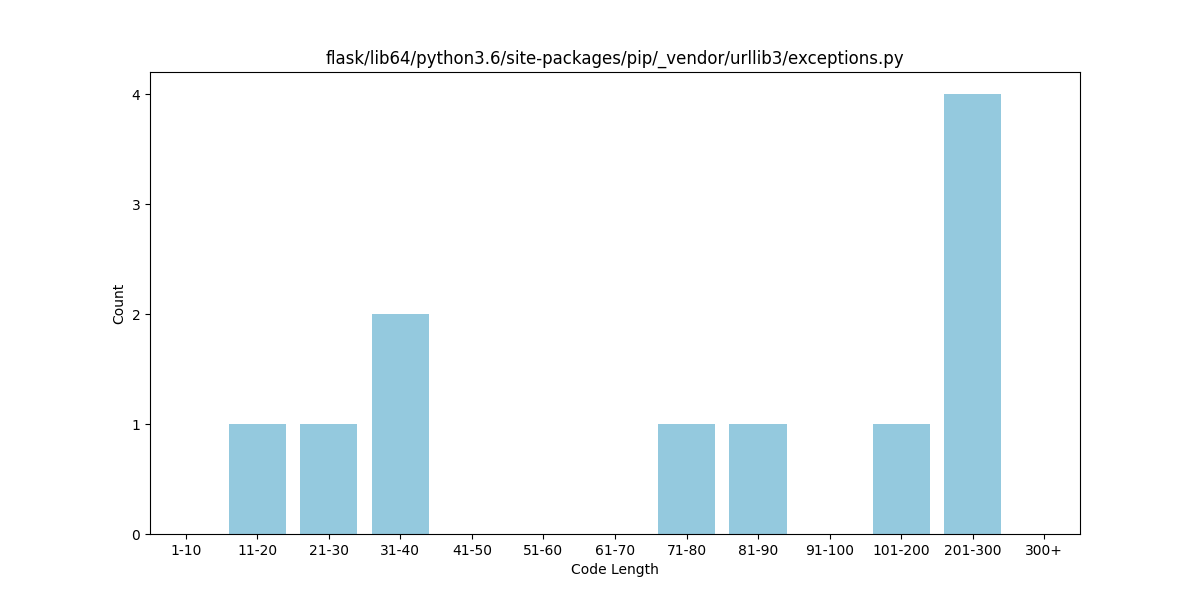 flask/lib64/python3.6/site-packages/pip/_vendor/urllib3/exceptions.py
4
3
2
1
0
Count
1-10 11-20 21-30 31-40 41-50 51-60 61-70 71-80 81-90 91-100 101-200 201-300 300+
Code Length